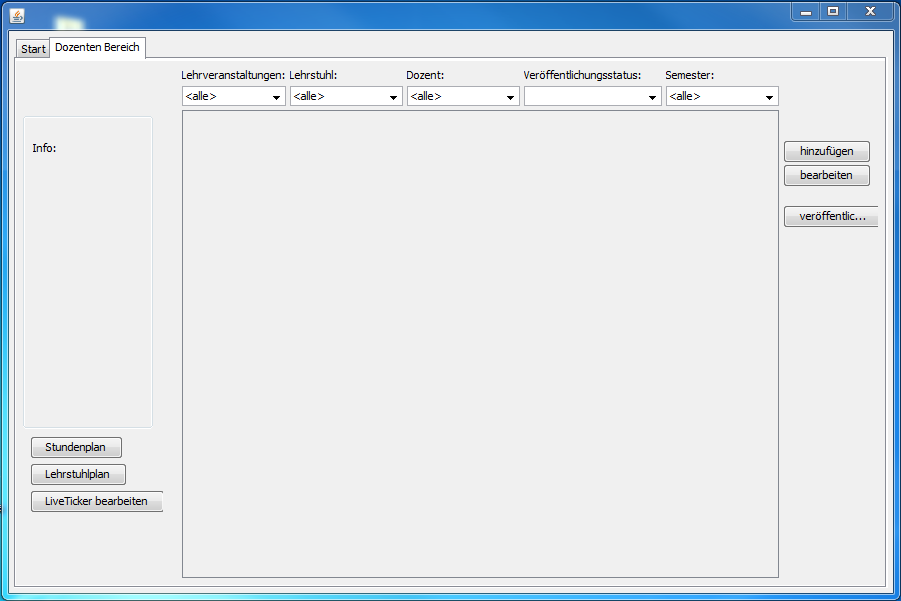 Start Dozenten Bereich
Lehrveranstaltungen: Lehrstuhl: Dozent: Veröffentlichungsstatus: Semester:
<alle> <alle> <alle> <alle>
Info:
hinzufügen
bearbeiten
veröffentlic...
Stundenplan
Lehrstuhlplan
LiveTicker bearbeiten